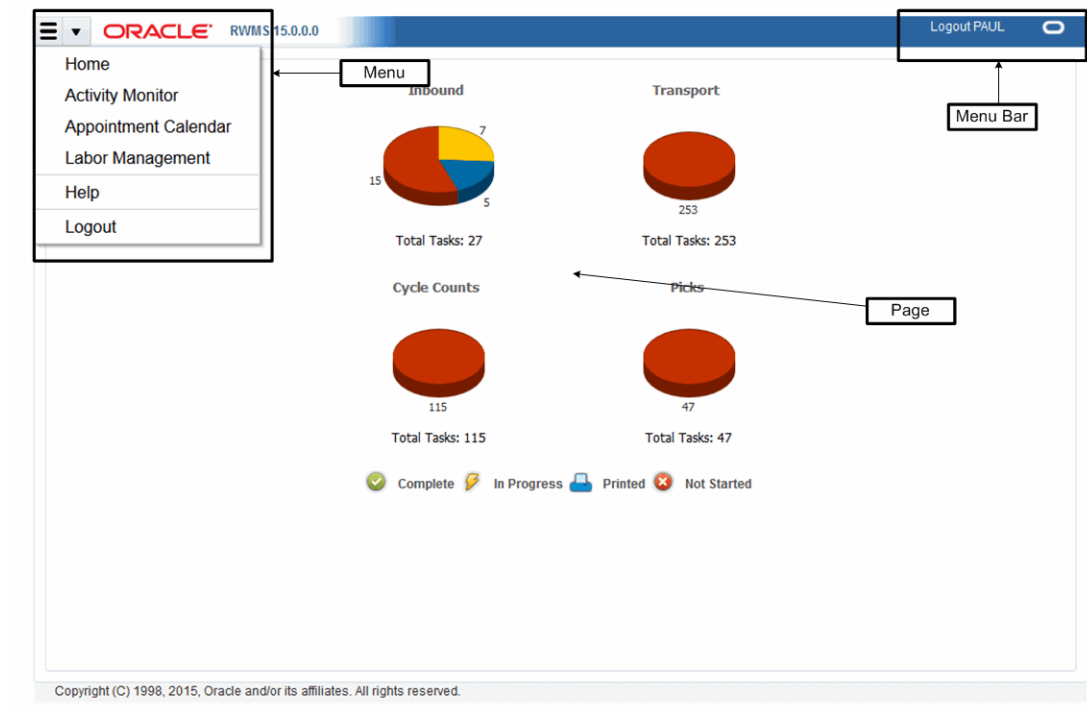 ORACLE RWMS 15.0.0.0
Logout PAUL
Home
Activity Monitor
Appointment Calendar
Labor Management
Help
Logout
Menu
Menu Bar
Inbound
Transport
7
15
5
253
Total Tasks: 27
Total Tasks: 253
Cycle Counts
Picks
Page
115
47
Total Tasks: 115
Total Tasks: 47
Complete In Progress Printed Not Started
Copyright (C) 1998, 2015, Oracle and/or its affiliates. All rights reserved.